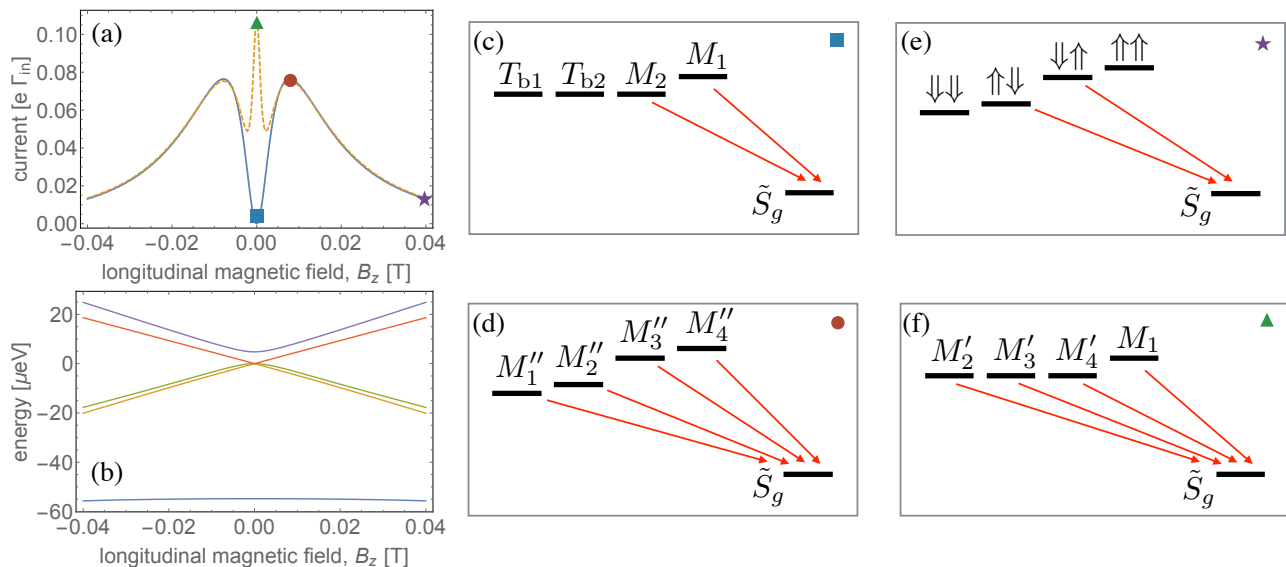 (a)
current [e Γin]
0.10
0.08
0.06
0.04
0.02
0.00
-0.04 -0.02 0.00 0.02 0.04
longitudinal magnetic field, Bz [T]
(b)
energy [μeV]
20
0
-20
-40
-60
-0.04 -0.02 0.00 0.02 0.04
longitudinal magnetic field, Bz [T]
(c)
Tb1 Tb2 M2 M1
S̃g
(d)
M1′′ M2′′ M3′′ M4′′
S̃g
(e)
⇓⇓ ⇑⇓ ⇓⇑ ⇑⇑
S̃g
(f)
M2′ M3′ M4′ M1
S̃g